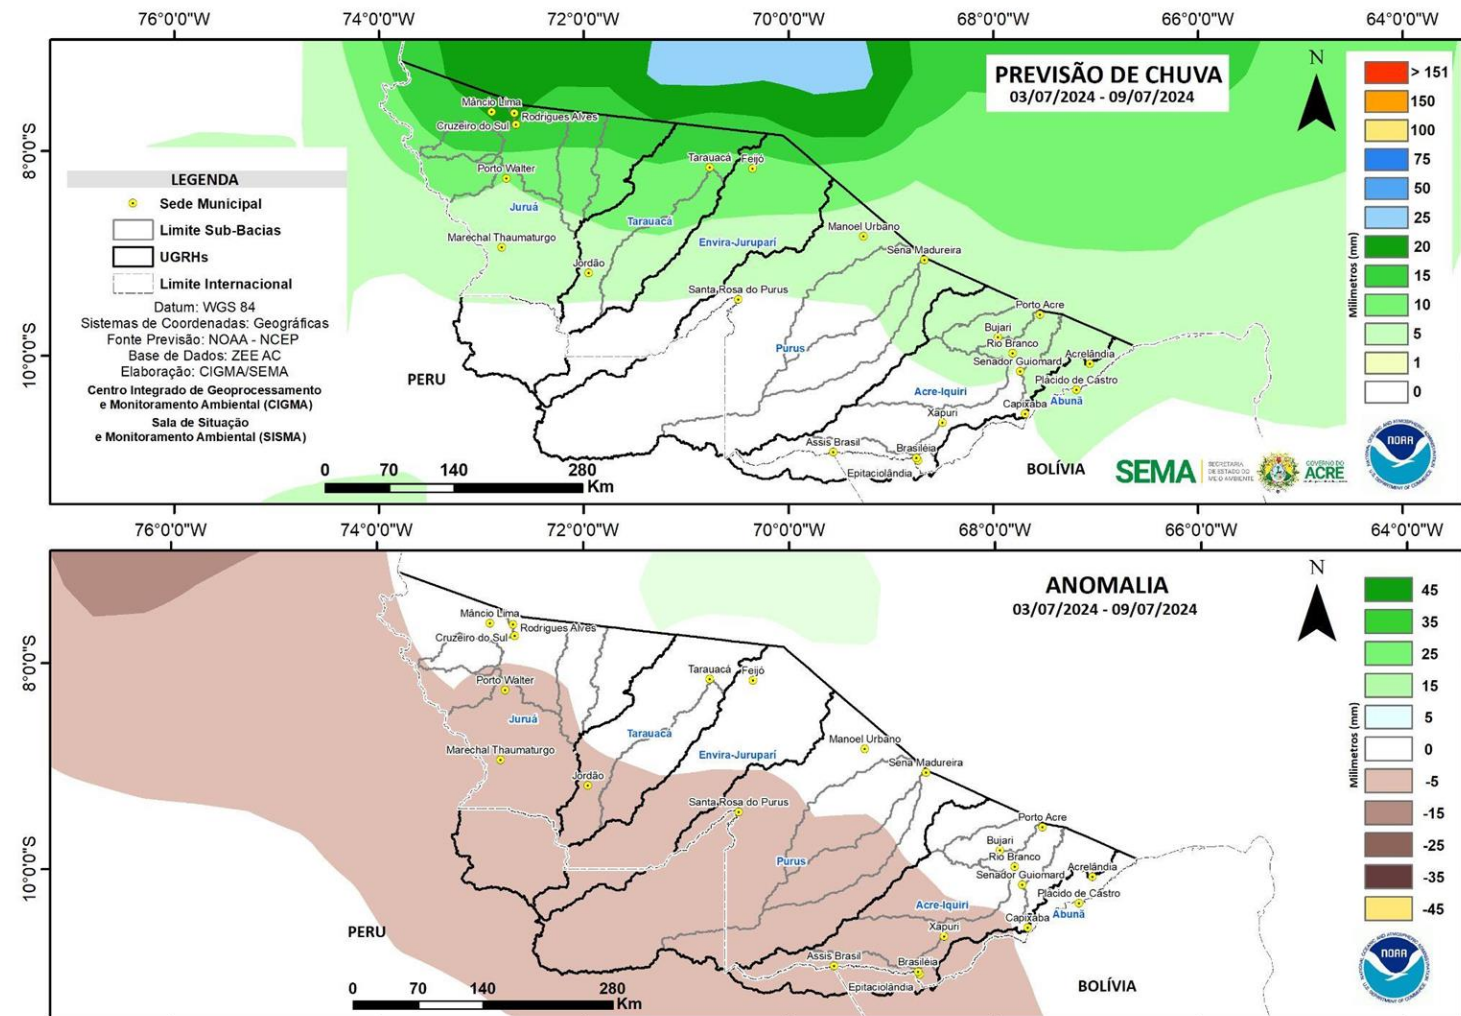 76°0'0"W 74°0'0"W 72°0'0"W 70°0'0"W 68°0'0"W 66°0'0"W 64°0'0"W
8°0'0"S
10°0'0"S
PREVISÃO DE CHUVA
03/07/2024 - 09/07/2024
N
LEGENDA
Sede Municipal
Limite Sub-Bacias
UGRHs
Limite Internacional
Datum: WGS 84
Sistemas de Coordenadas: Geográficas
Fonte Previsão: NOAA - NCEP
Base de Dados: ZEE AC
Elaboração: CIGMA/SEMA
Centro Integrado de Geoprocessamento
e Monitoramento Ambiental (CIGMA)
Sala de Situação
e Monitoramento Ambiental (SISMA)
Mâncio Lima
Rodrigues Alves
Cruzeiro do Sul
Porto Walter
Juruá
Marechal Thaumaturgo
Tarauacá
Feijó
Tarauacá
Jordão
Envira-Jurupari
Manoel Urbano
Sena Madureira
Santa Rosa do Purus
Purus
Porto Acre
Bujari
Rio Branco
Senador Guiomard
Acrelândia
Plácido de Castro
Acre-Iquiri
Capixaba
Abunã
Xapuri
Assis Brasil
Brasiléia
Epitaciolândia
PERU
BOLÍVIA
0 70 140 280
Km
Milímetros (mm)
> 151
150
100
75
50
25
20
15
10
5
1
0
SEMA
SECRETARIA
DE ESTADO DO
MEIO AMBIENTE
GOVERNO DO
ACRE
NOAA
76°0'0"W 74°0'0"W 72°0'0"W 70°0'0"W 68°0'0"W 66°0'0"W 64°0'0"W
8°0'0"S
10°0'0"S
ANOMALIA
03/07/2024 - 09/07/2024
N
Mâncio Lima
Rodrigues Alves
Cruzeiro do Sul
Porto Walter
Juruá
Marechal Thaumaturgo
Tarauacá
Feijó
Tarauacá
Jordão
Envira-Jurupari
Manoel Urbano
Sena Madureira
Santa Rosa do Purus
Purus
Porto Acre
Bujari
Rio Branco
Senador Guiomard
Acrelândia
Plácido de Castro
Acre-Iquiri
Capixaba
Abunã
Xapuri
Assis Brasil
Brasiléia
Epitaciolândia
PERU
BOLÍVIA
0 70 140 280
Km
Milímetros (mm)
45
35
25
15
5
0
-5
-15
-25
-35
-45
NOAA